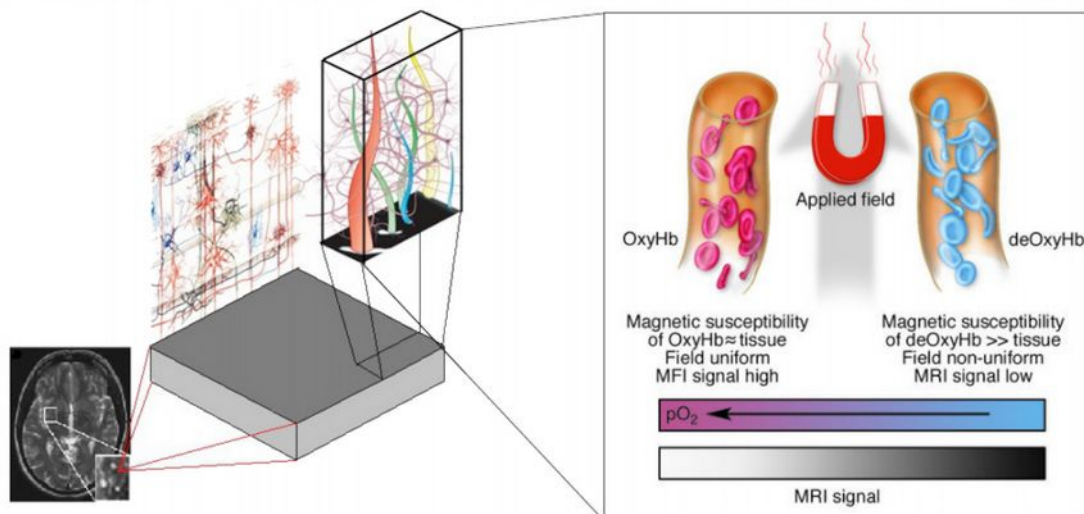 Applied field
OxyHb
deOxyHb
Magnetic susceptibility
of OxyHb≈ tissue
Field uniform
MFI signal high
Magnetic susceptibility
of deOxyHb >> tissue
Field non-uniform
MRI signal low
pO₂
MRI signal